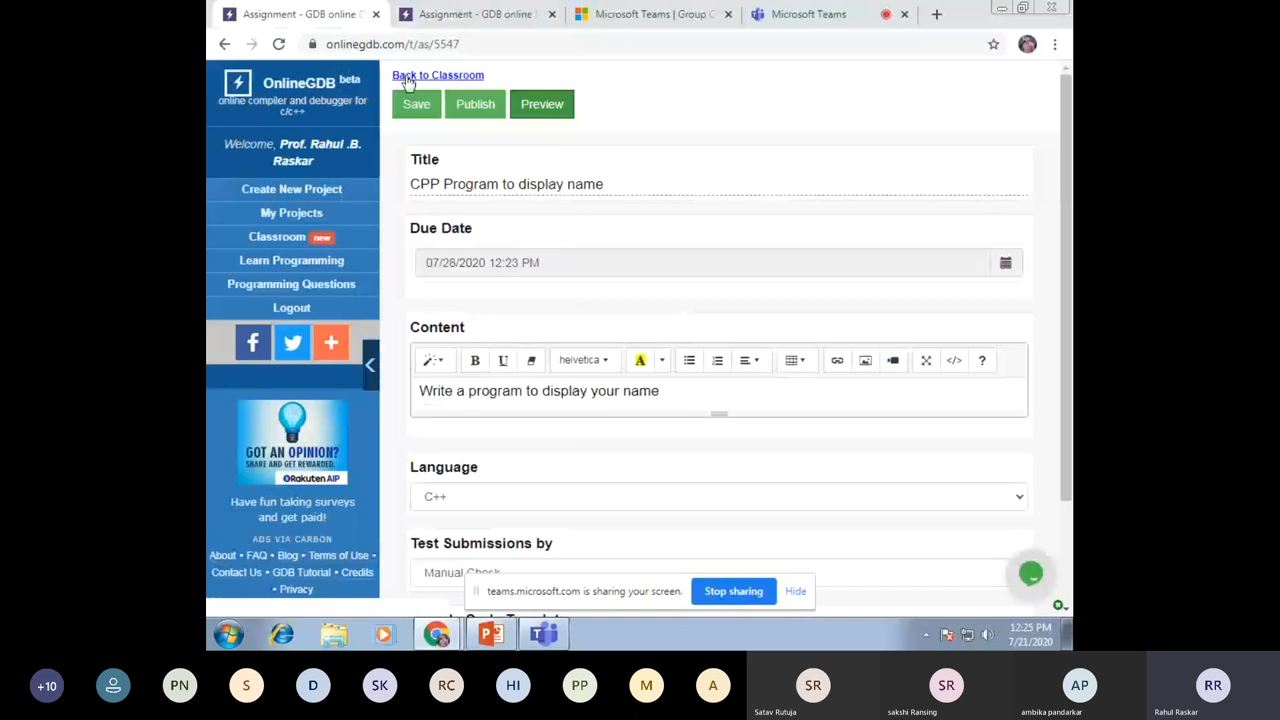 Assignment - GDB online D
Assignment - GDB online D
Microsoft Teams | Group C
Microsoft Teams
onlinegdb.com/t/as/5547
OnlineGDB beta
online compiler and debugger for
c/c++
Welcome, Prof. Rahul .B.
Raskar
Create New Project
My Projects
Classroom new
Learn Programming
Programming Questions
Logout
GOT AN OPINION?
SHARE AND GET REWARDED.
Rakuten AIP
Have fun taking surveys
and get paid!
ADS VIA CARBON
About • FAQ • Blog • Terms of Use •
Contact Us • GDB Tutorial • Credits
• Privacy
Back to Classroom
Save Publish Preview
Title
CPP Program to display name
Due Date
07/28/2020 12:23 PM
Content
B U helvetica A </> ?
Write a program to display your name
Language
C++
Test Submissions by
Manual Check
teams.microsoft.com is sharing your screen. Stop sharing Hide
12:25 PM
7/21/2020
+10 PN S D SK RC HI PP M A SR SR AP RR
Satav Rutuja sakshi Ransing ambika pandarkar Rahul Raskar